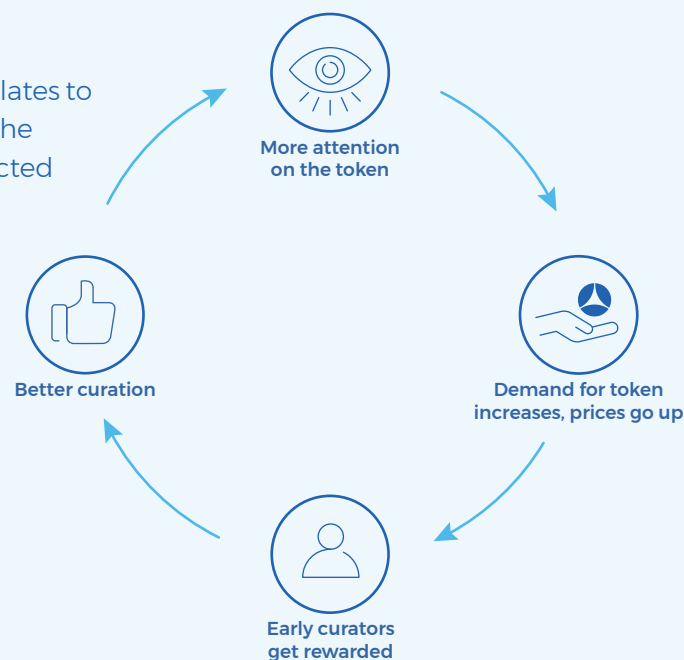 lates to
he
cted
More attention
on the token
Demand for token
increases, prices go up
Early curators
get rewarded
Better curation